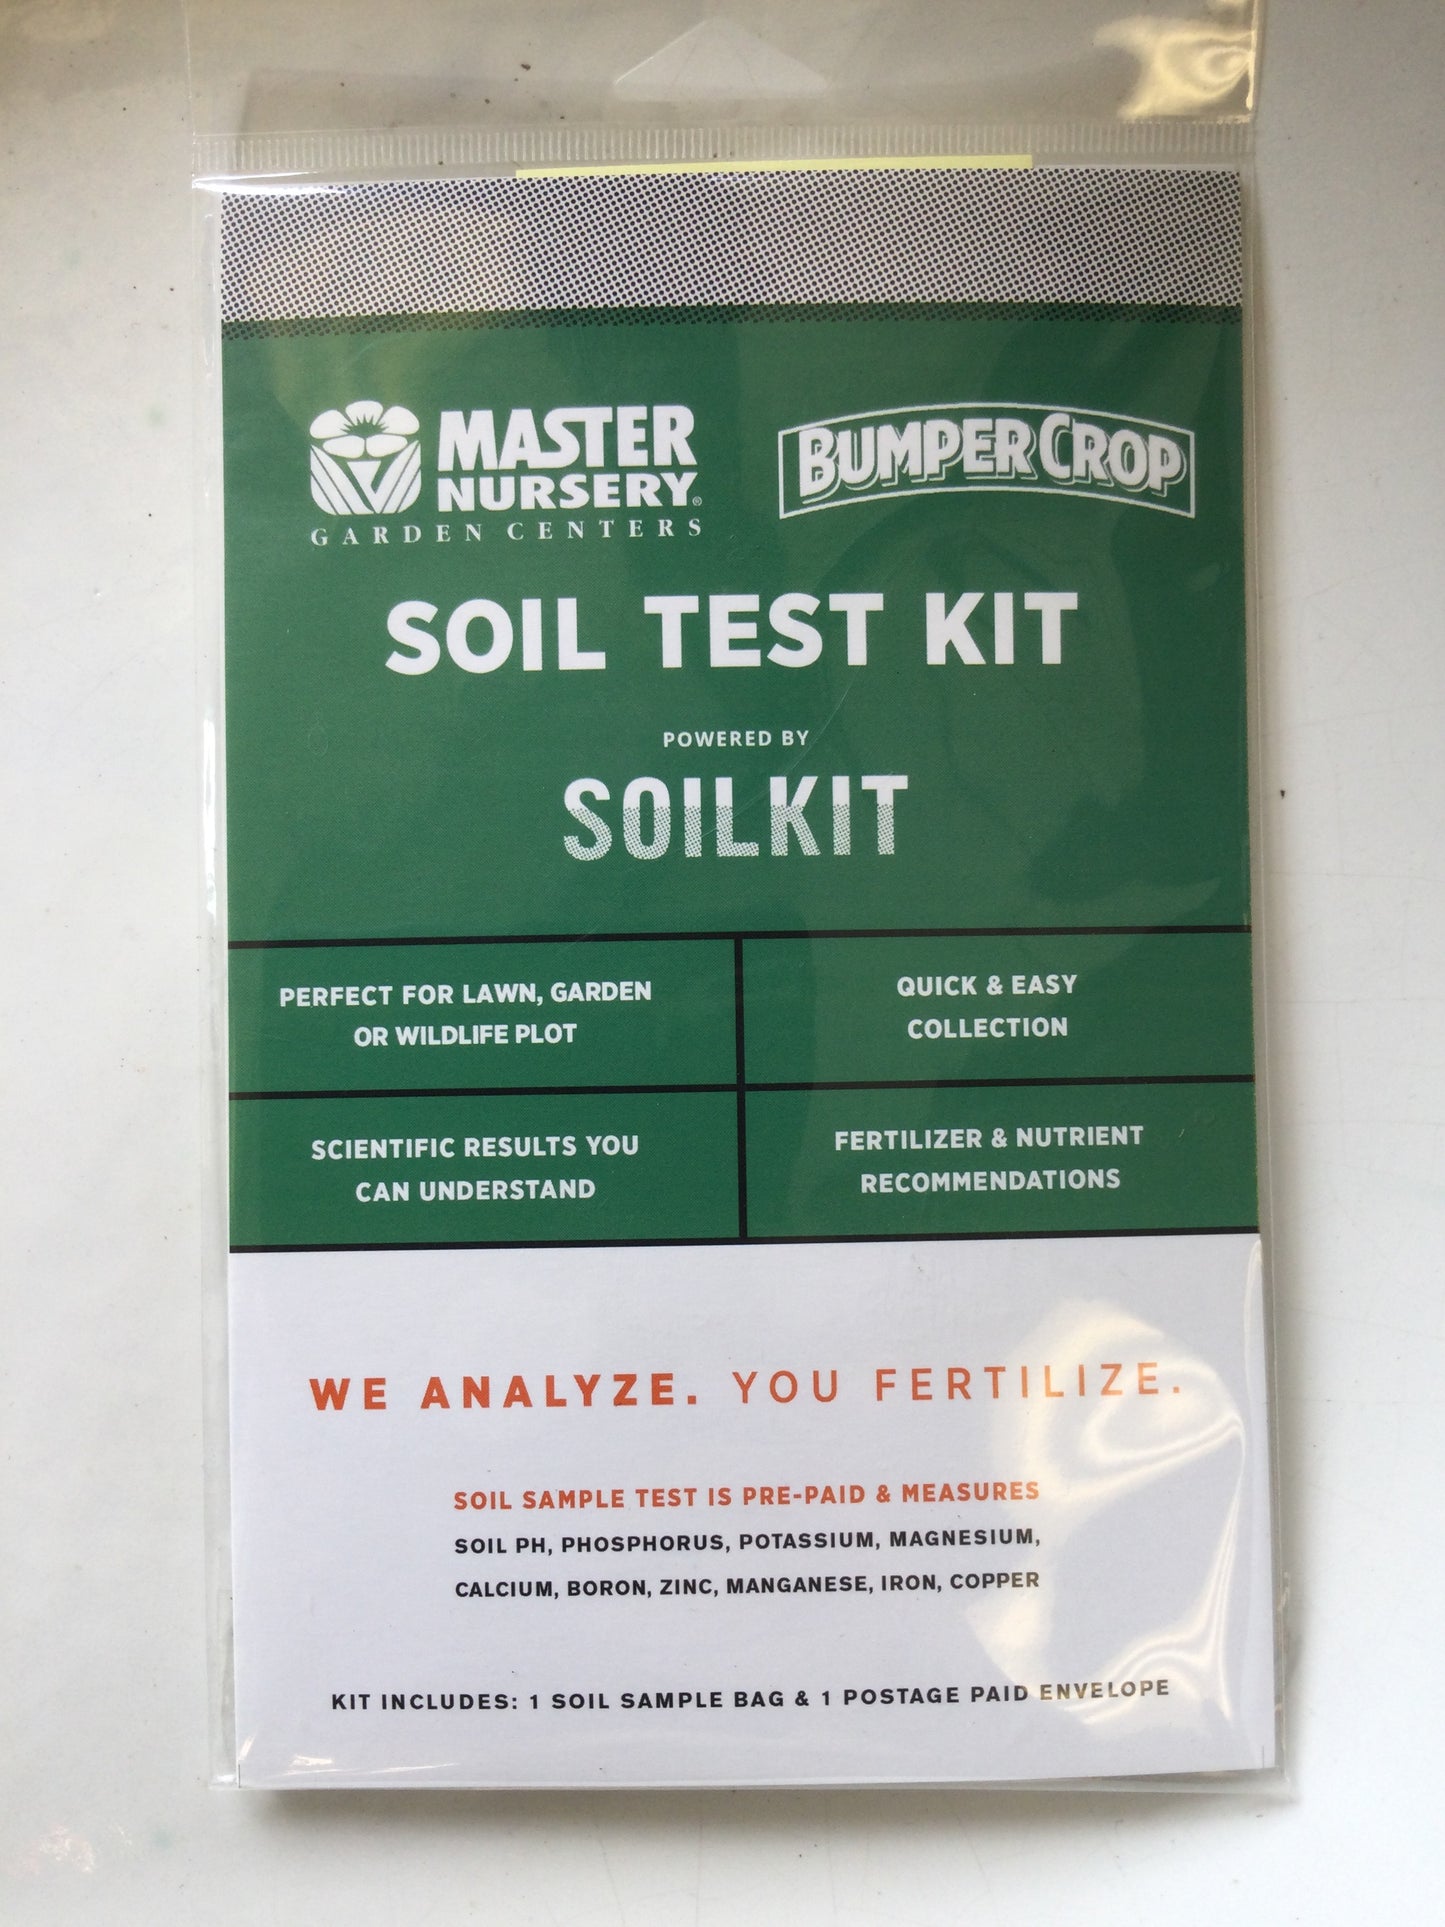 MASTER
NURSERY®
GARDEN CENTERS
BUMPER CROP
SOIL TEST KIT
POWERED BY
SOILKIT
PERFECT FOR LAWN, GARDEN
OR WILDLIFE PLOT
QUICK & EASY
COLLECTION
SCIENTIFIC RESULTS YOU
CAN UNDERSTAND
FERTILIZER & NUTRIENT
RECOMMENDATIONS
WE ANALYZE. YOU FERTILIZE.
SOIL SAMPLE TEST IS PRE-PAID & MEASURES
SOIL PH, PHOSPHORUS, POTASSIUM, MAGNESIUM,
CALCIUM, BORON, ZINC, MANGANESE, IRON, COPPER
KIT INCLUDES: 1 SOIL SAMPLE BAG & 1 POSTAGE PAID ENVELOPE